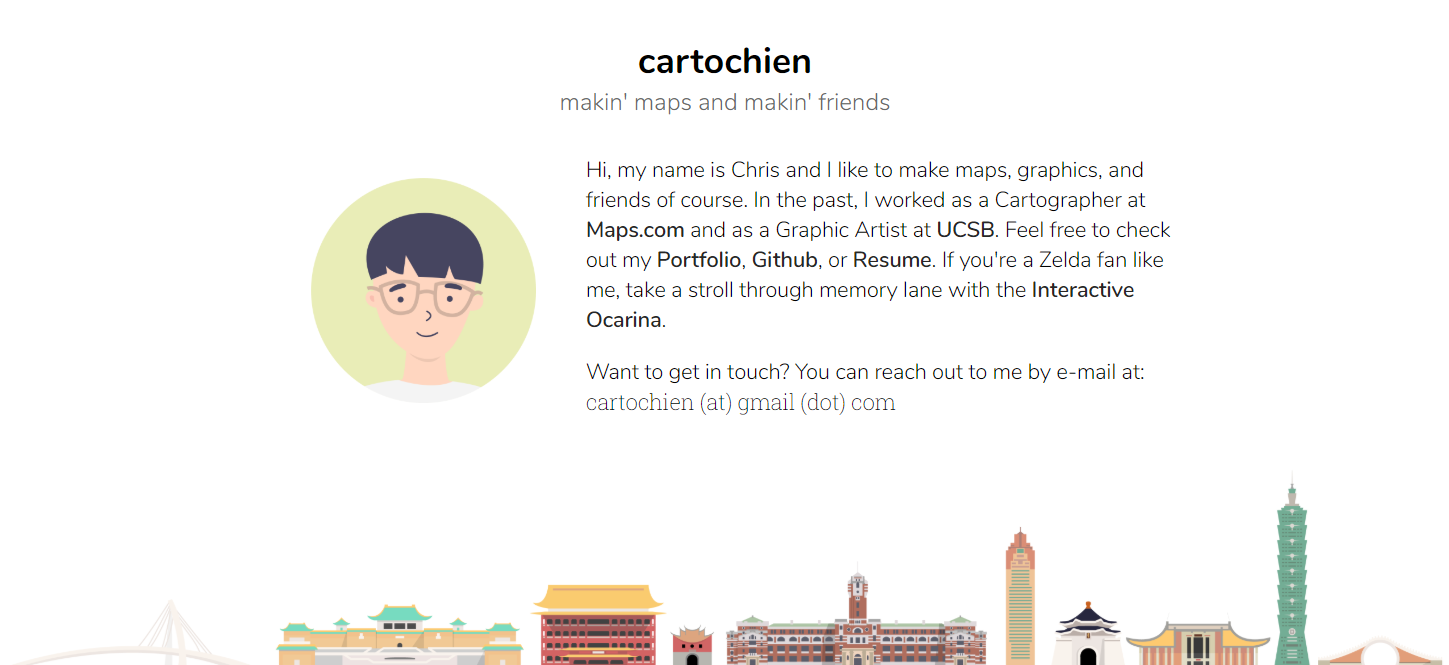 cartochien
makin' maps and makin' friends
Hi, my name is Chris and I like to make maps, graphics, and
friends of course. In the past, I worked as a Cartographer at
Maps.com and as a Graphic Artist at UCSB. Feel free to check
out my Portfolio, Github, or Resume. If you're a Zelda fan like
me, take a stroll through memory lane with the Interactive
Ocarina.
Want to get in touch? You can reach out to me by e-mail at:
cartochien (at) gmail (dot) com